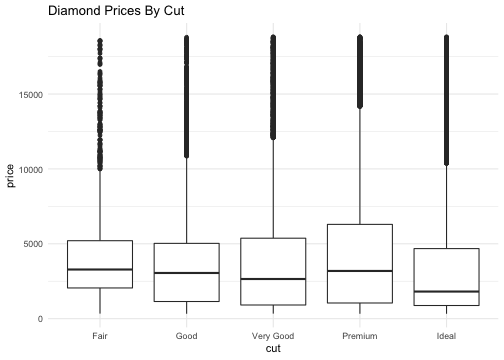 Diamond Prices By Cut
price
15000
10000
5000
0
Fair Good Very Good Premium Ideal
cut